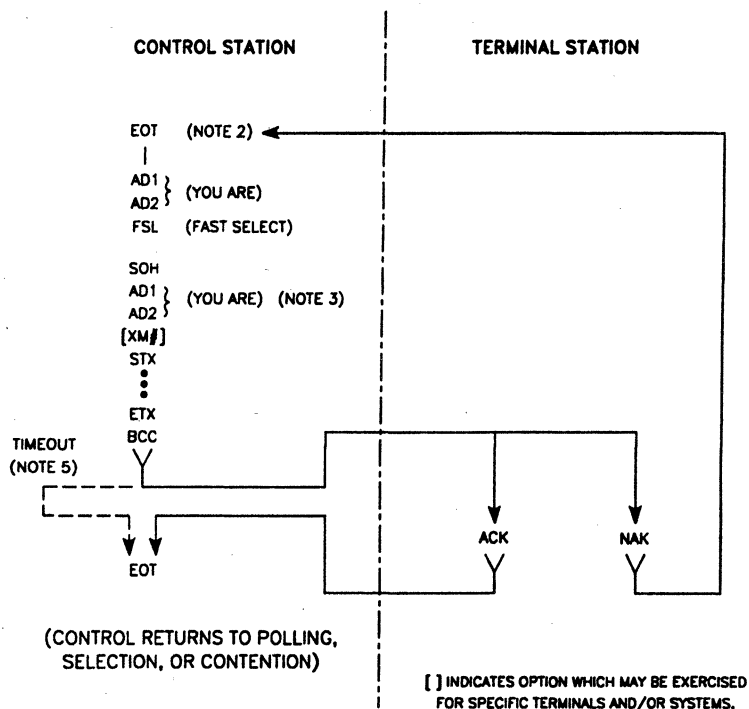 CONTROL STATION
TERMINAL STATION
EOT (NOTE 2)
AD1
AD2
(YOU ARE)
FSL (FAST SELECT)
SOH
AD1
AD2
(YOU ARE) (NOTE 3)
[XM#]
STX
ETX
BCC
TIMEOUT
(NOTE 5)
ACK
NAK
EOT
(CONTROL RETURNS TO POLLING,
SELECTION, OR CONTENTION)
[ ] INDICATES OPTION WHICH MAY BE EXERCISED
FOR SPECIFIC TERMINALS AND/OR SYSTEMS.